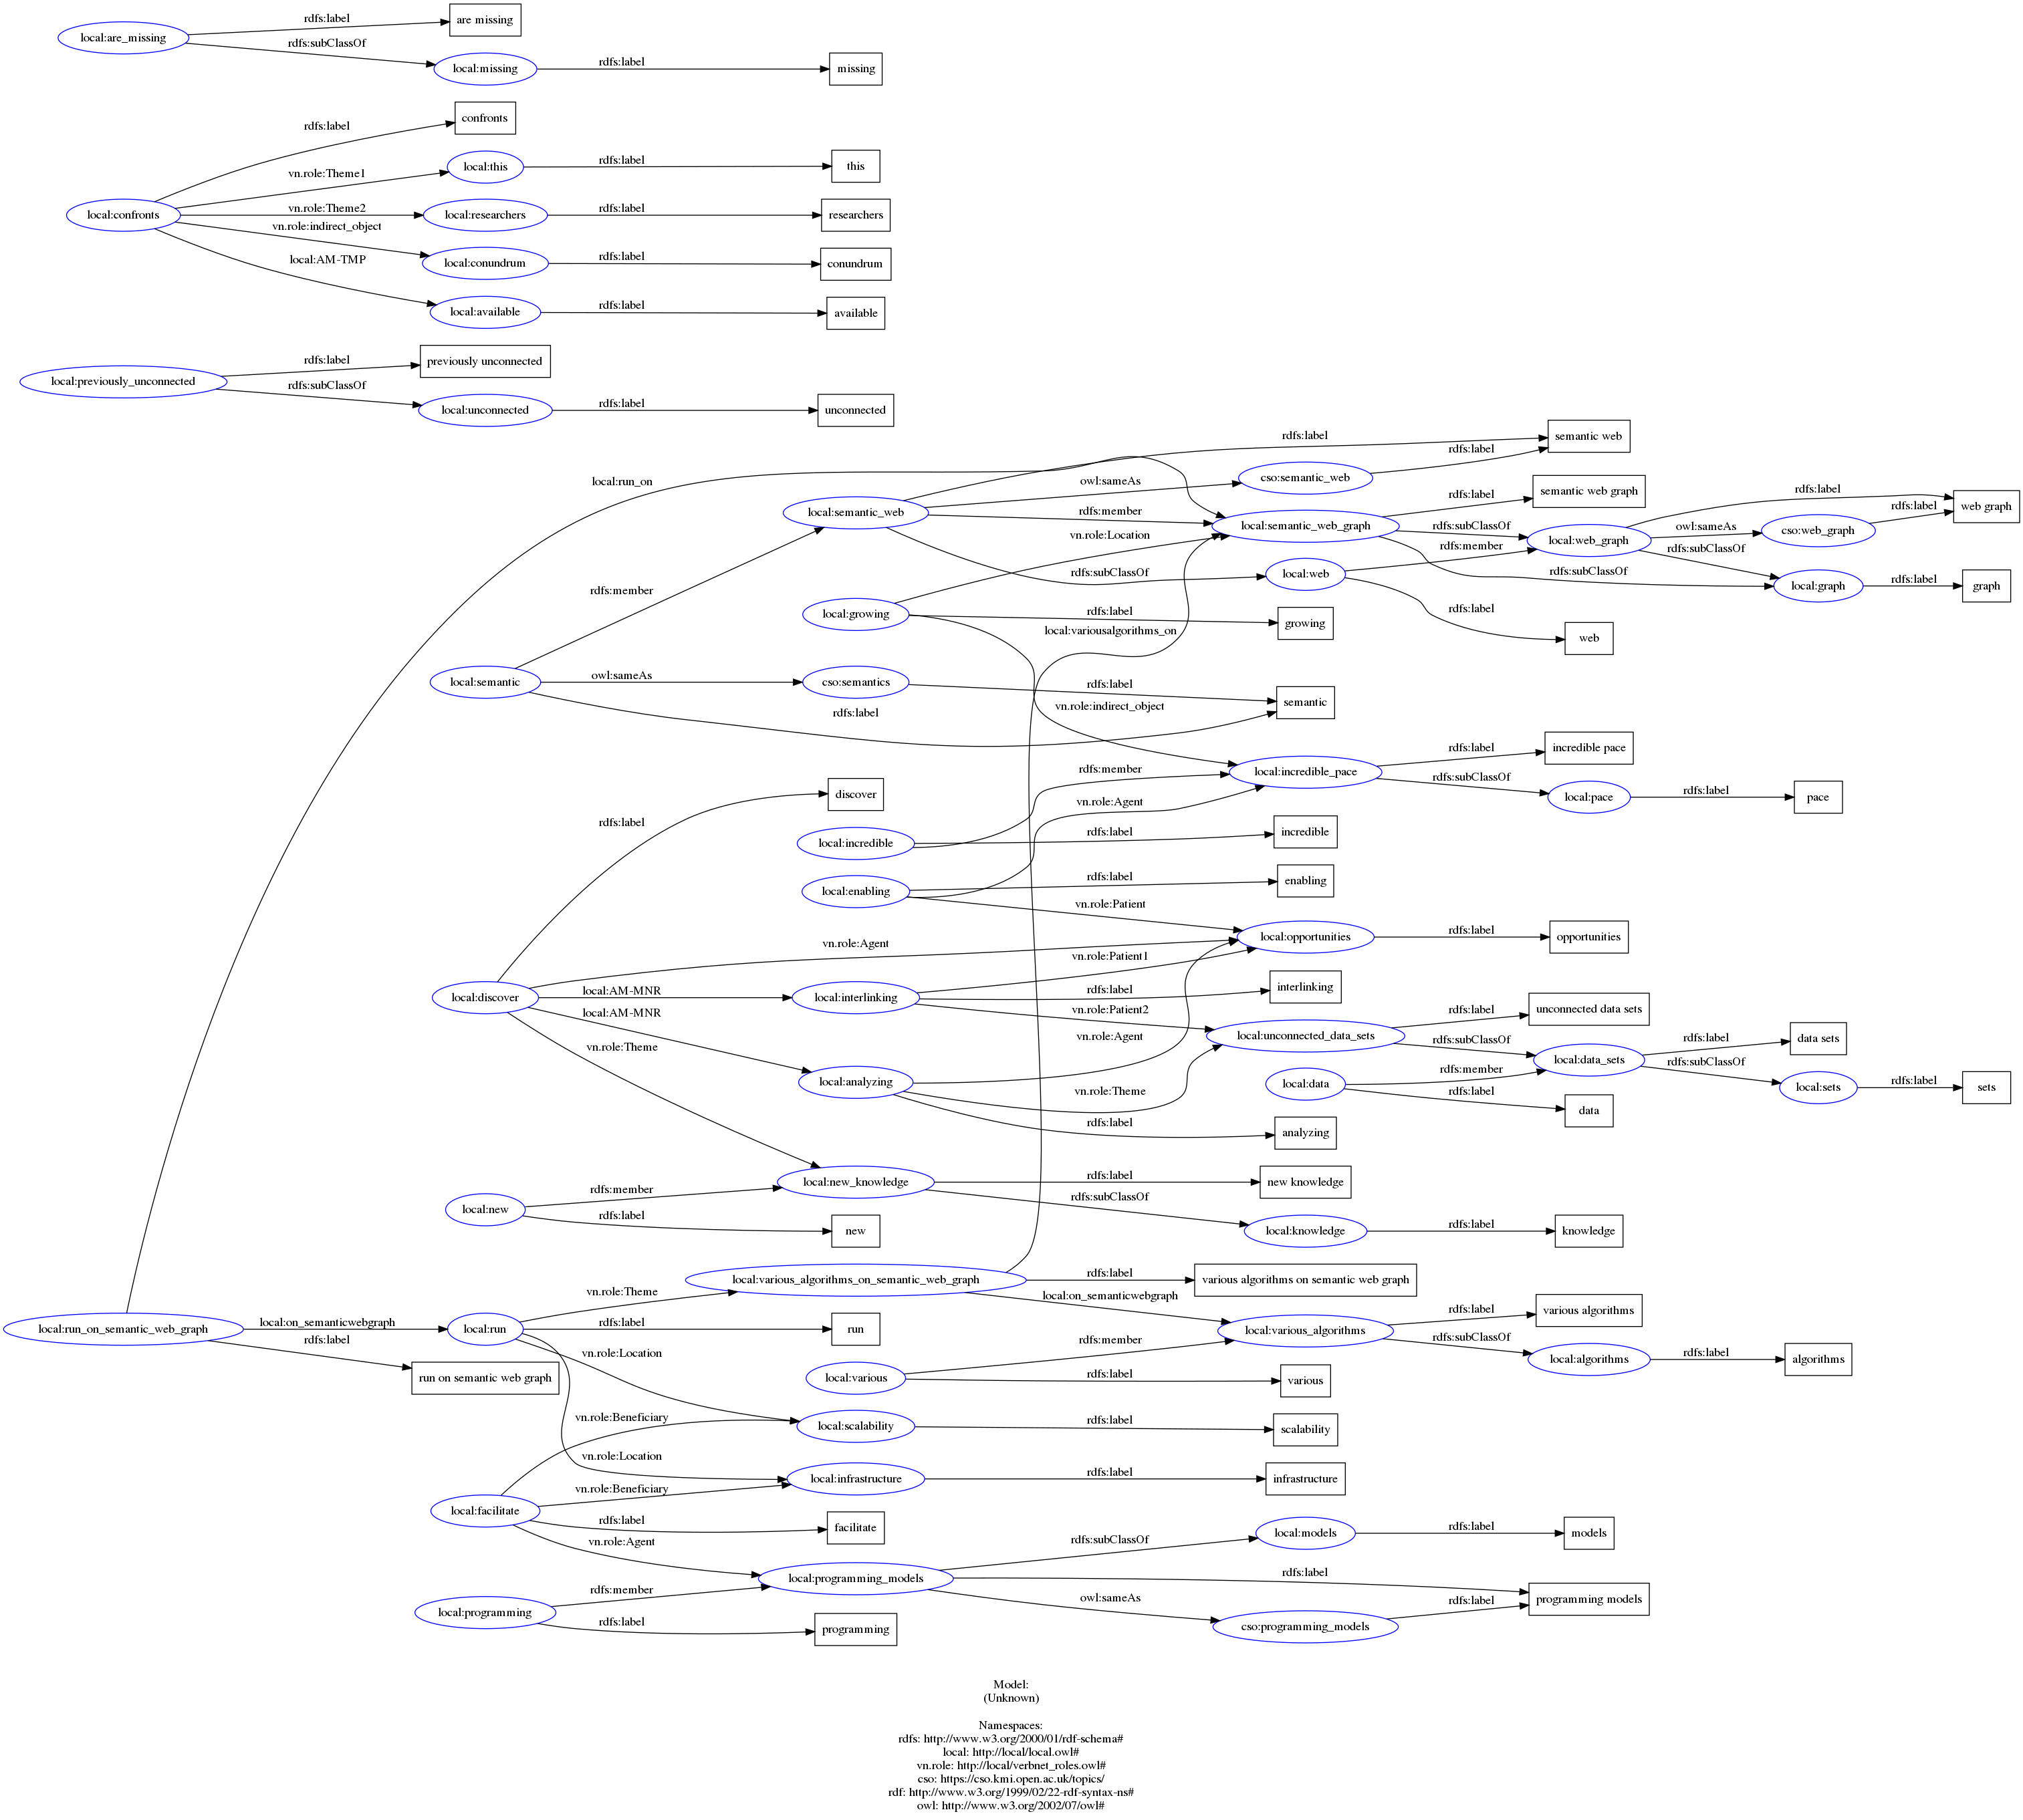 rdfs:label
are missing
local:are_missing
rdfs:subClassOf
local:missing
rdfs:label
missing
confronts
rdfs:label
local:this
rdfs:label
this
vn.role:Theme1
local:confronts
vn.role:Theme2
local:researchers
rdfs:label
researchers
vn.role:indirect_object
local:conundrum
rdfs:label
conundrum
local:AM-TMP
local:available
rdfs:label
available
rdfs:label
previously unconnected
local:previously_unconnected
rdfs:subClassOf
local:unconnected
rdfs:label
unconnected
rdfs:label
semantic web
rdfs:label
local:run_on
owl:sameAs
cso:semantic_web
rdfs:label
semantic web graph
rdfs:label
web graph
local:semantic_web
rdfs:member
local:semantic_web_graph
rdfs:subClassOf
owl:sameAs
cso:web_graph
rdfs:label
vn.role:Location
local:web_graph
rdfs:member
rdfs:subClassOf
rdfs:subClassOf
local:web
rdfs:subClassOf
local:graph
rdfs:label
graph
rdfs:member
local:growing
rdfs:label
growing
rdfs:label
local:variousalgorithms_on
web
local:semantic
owl:sameAs
cso:semantics
rdfs:label
semantic
rdfs:label
vn.role:indirect_object
rdfs:label
incredible pace
rdfs:member
local:incredible_pace
rdfs:subClassOf
local:pace
rdfs:label
pace
discover
rdfs:label
vn.role:Agent
local:incredible
rdfs:label
incredible
local:enabling
rdfs:label
enabling
vn.role:Patient
vn.role:Agent
local:opportunities
rdfs:label
opportunities
vn.role:Patient1
local:discover
local:AM-MNR
local:interlinking
rdfs:label
interlinking
local:AM-MNR
vn.role:Patient2
rdfs:label
unconnected data sets
local:unconnected_data_sets
rdfs:subClassOf
rdfs:label
data sets
vn.role:Theme
vn.role:Agent
local:data_sets
rdfs:subClassOf
rdfs:member
local:analyzing
local:data
rdfs:label
local:sets
rdfs:label
sets
vn.role:Theme
data
rdfs:label
analyzing
local:new_knowledge
rdfs:label
new knowledge
rdfs:member
rdfs:subClassOf
local:new
rdfs:label
new
local:knowledge
rdfs:label
knowledge
vn.role:Theme
local:various_algorithms_on_semantic_web_graph
rdfs:label
various algorithms on semantic web graph
local:on_semanticwebgraph
rdfs:label
various algorithms
local:run_on_semantic_web_graph
local:on_semanticwebgraph
local:run
rdfs:label
run
local:various_algorithms
rdfs:subClassOf
rdfs:label
rdfs:member
vn.role:Location
local:algorithms
rdfs:label
algorithms
run on semantic web graph
local:various
rdfs:label
various
vn.role:Beneficiary
local:scalability
rdfs:label
scalability
vn.role:Location
local:infrastructure
rdfs:label
infrastructure
vn.role:Beneficiary
local:facilitate
rdfs:label
facilitate
vn.role:Agent
rdfs:subClassOf
local:models
rdfs:label
models
local:programming_models
rdfs:label
programming models
rdfs:member
owl:sameAs
rdfs:label
local:programming
rdfs:label
programming
cso:programming_models
Model:
(Unknown)
Namespaces:
rdfs: http://www.w3.org/2000/01/rdf-schema#
local: http://local/local.owl#
vn.role: http://local/verbnet_roles.owl#
cso: https://cso.kmi.open.ac.uk/topics/
rdf: http://www.w3.org/1999/02/22-rdf-syntax-ns#
owl: http://www.w3.org/2002/07/owl#